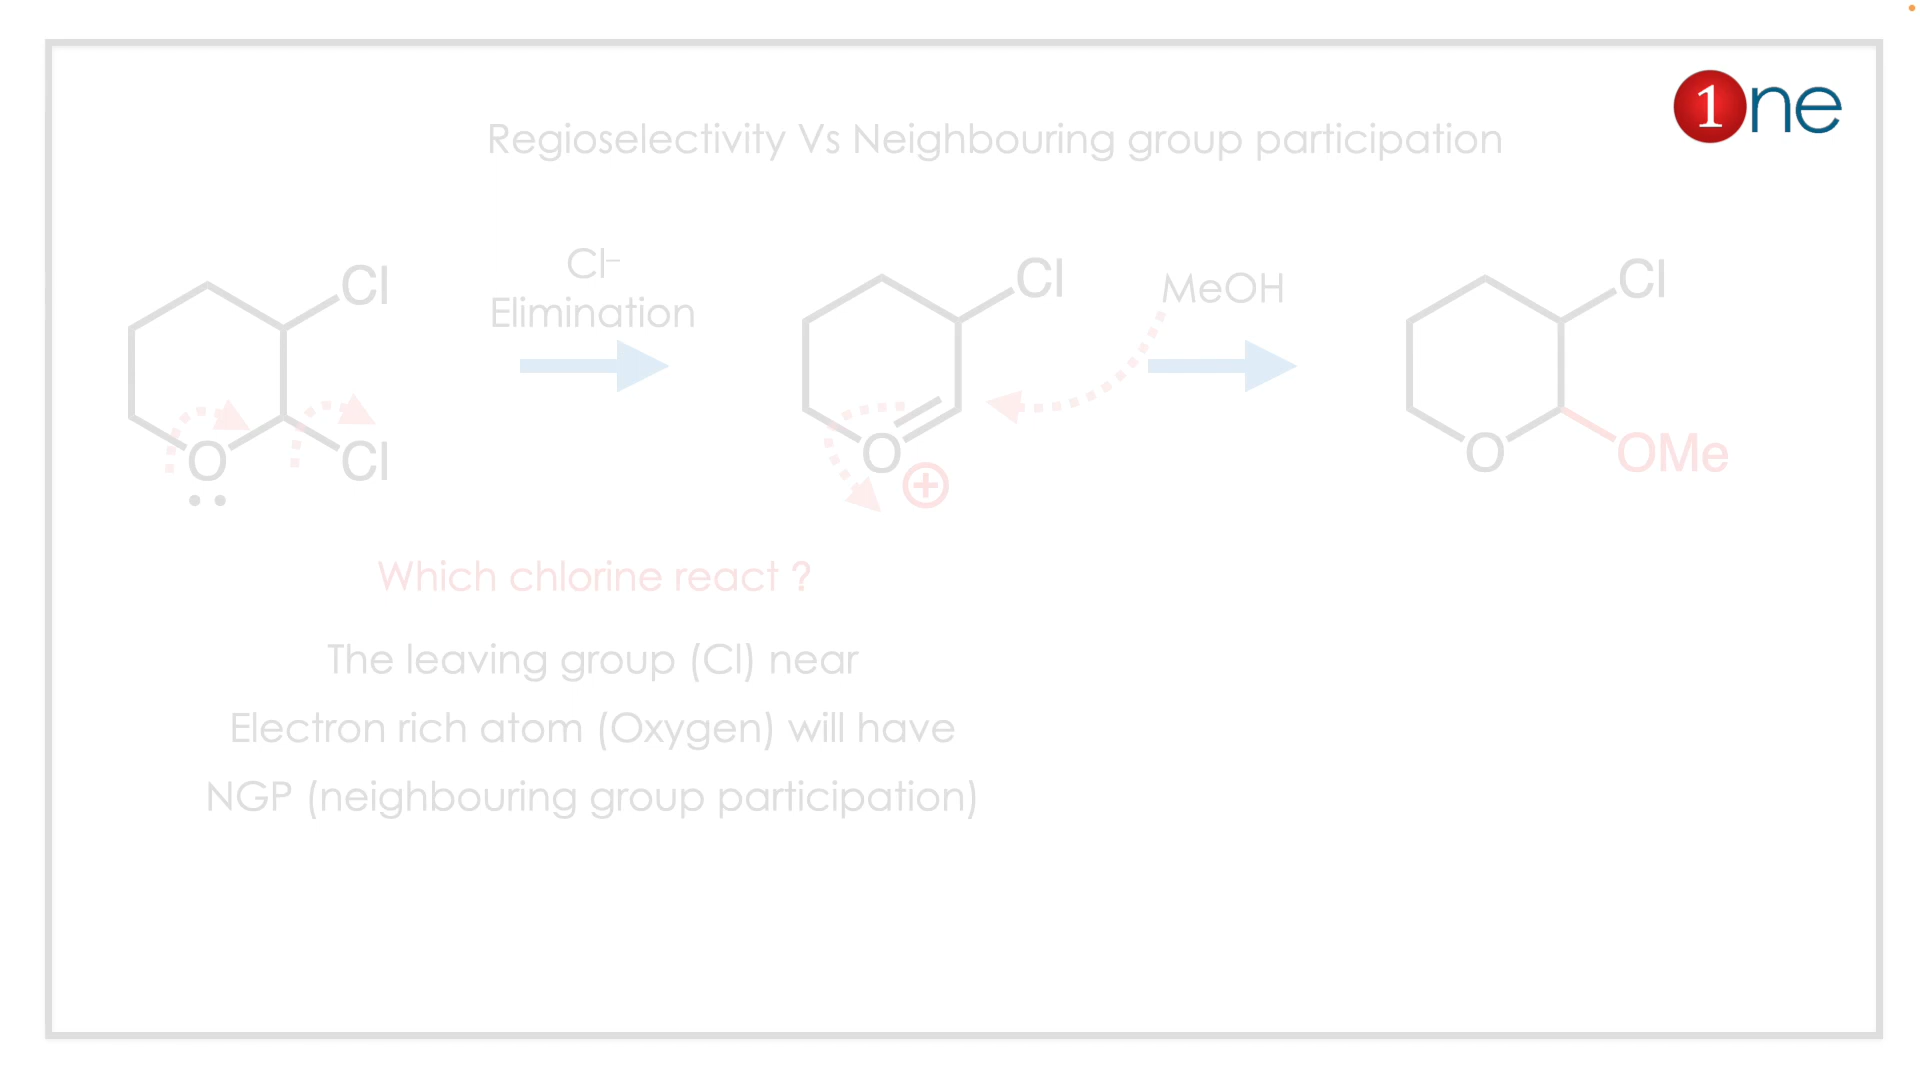 1ne
Regioselectivity Vs Neighbouring group participation
Cl⁻
Elimination
MeOH
Cl
Cl
O
Cl
O
+
Cl
O
OMe
Which chlorine react ?
The leaving group (Cl) near
Electron rich atom (Oxygen) will have
NGP (neighbouring group participation)